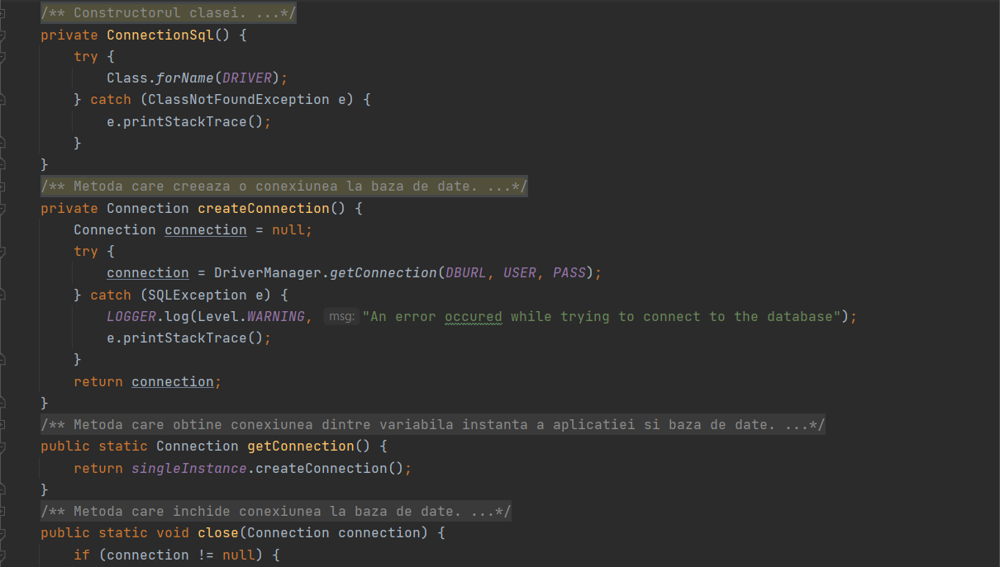 /** Constructorul clasei. ...*/
private ConnectionSql() {
try {
Class.forName(DRIVER);
} catch (ClassNotFoundException e) {
e.printStackTrace();
}
}
/** Metoda care creeaza o conexiunea la baza de date. ...*/
private Connection createConnection() {
Connection connection = null;
try {
connection = DriverManager.getConnection(DBURL, USER, PASS);
} catch (SQLException e) {
LOGGER.log(Level.WARNING, msg: "An error occured while trying to connect to the database");
e.printStackTrace();
}
return connection;
}
/** Metoda care obtine conexiunea dintre variabila instanta a aplicatiei si baza de date. ...*/
public static Connection getConnection() {
return singleInstance.createConnection();
}
/** Metoda care inchide conexiunea la baza de date. ...*/
public static void close(Connection connection) {
if (connection != null) {